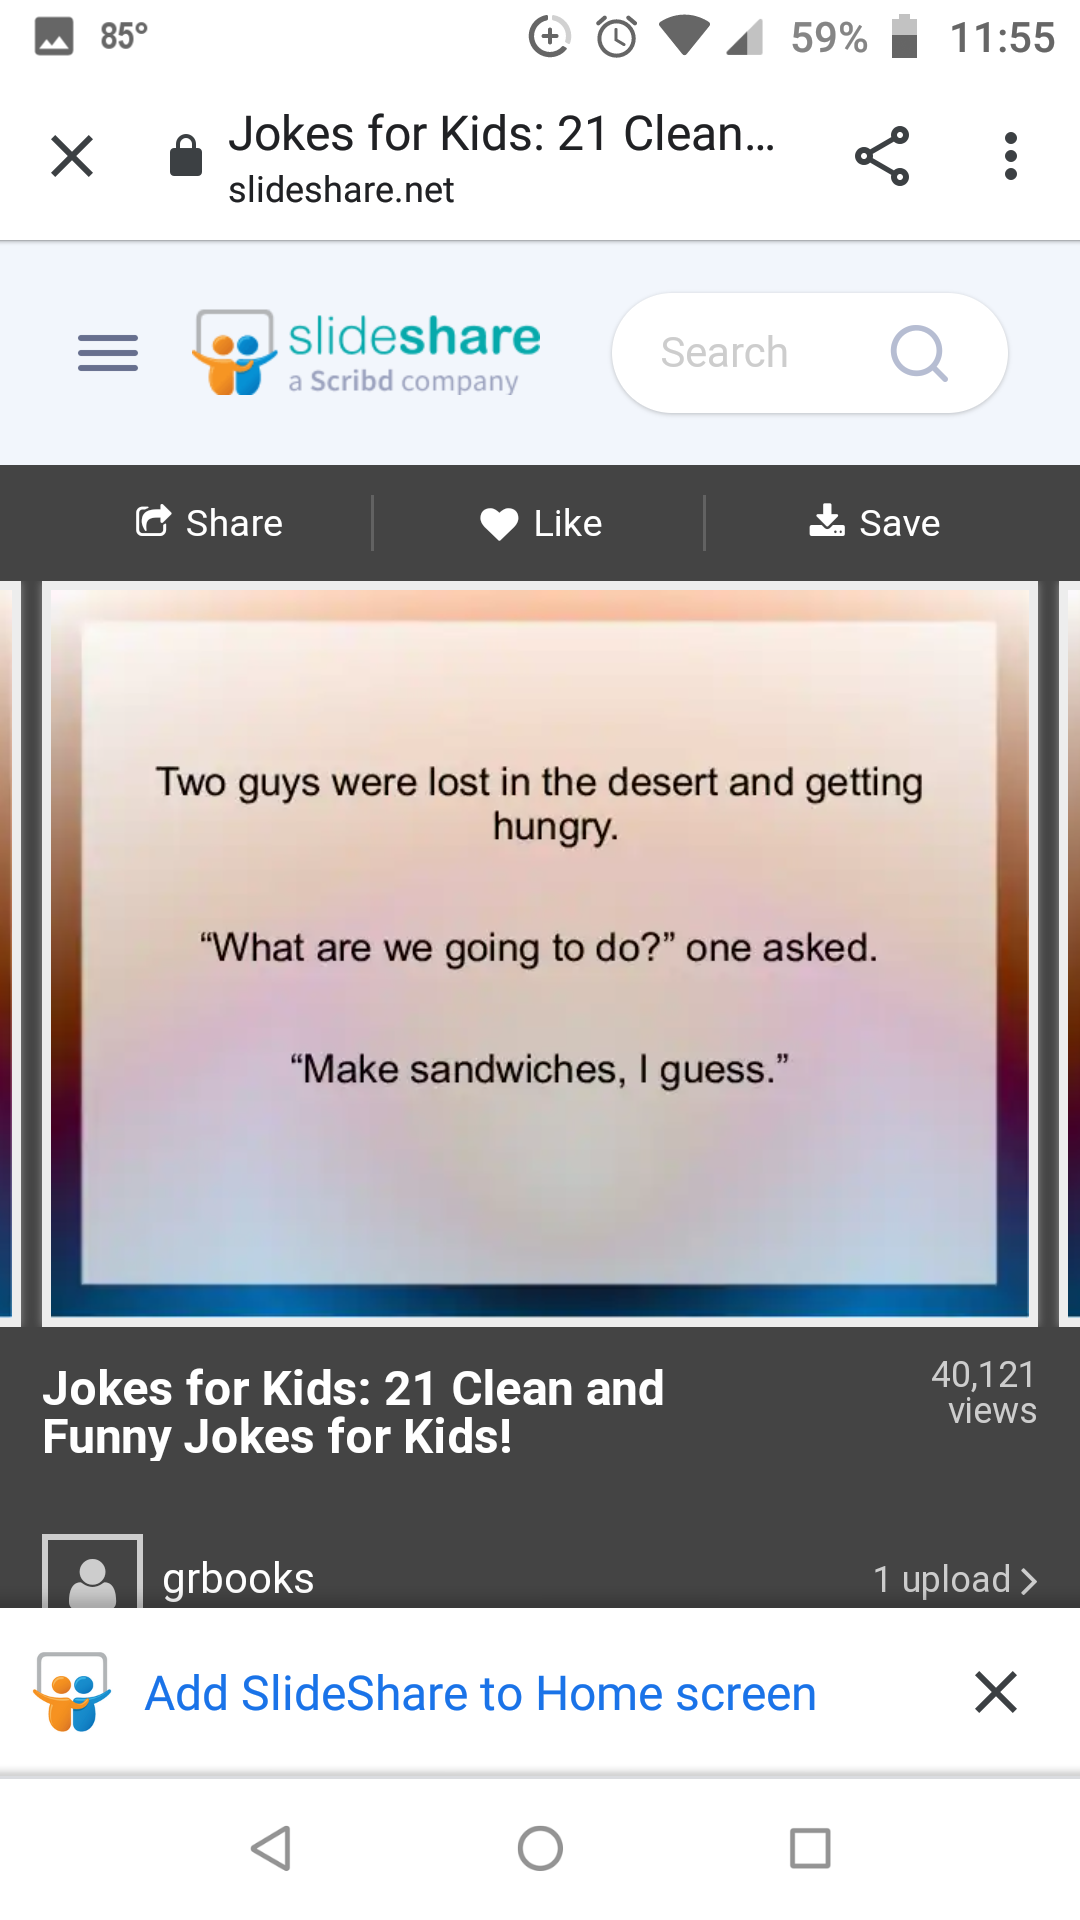 85°
59%
11:55
Jokes for Kids: 21 Clean...
slideshare.net
slideshare
a Scribd company
Search
Share
Like
Save
Two guys were lost in the desert and getting
hungry.
“What are we going to do?” one asked.
“Make sandwiches, I guess.”
Jokes for Kids: 21 Clean and
Funny Jokes for Kids!
40,121
views
grbooks
1 upload
Add SlideShare to Home screen